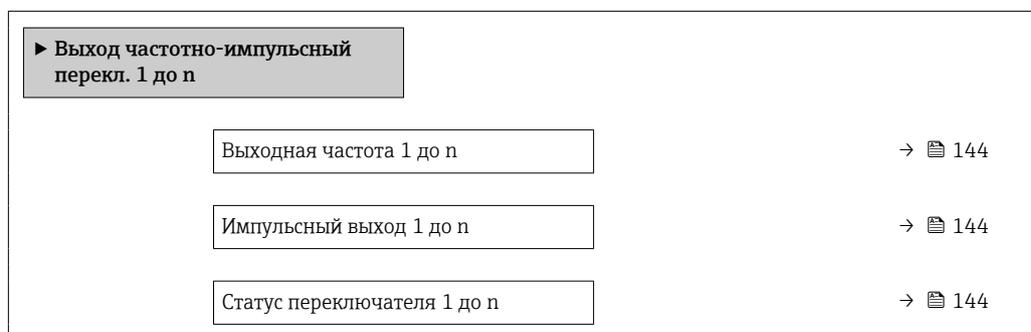 ► Выход частотно-импульсный
перекл. 1 до n
Выходная частота 1 до n → 144
Импульсный выход 1 до n → 144
Статус переключателя 1 до n → 144